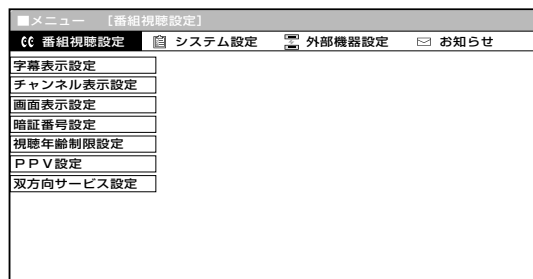 ■メニュー [番組視聴設定]
番組視聴設定 システム設定 外部機器設定 お知らせ
字幕表示設定
チャンネル表示設定
画面表示設定
暗証番号設定
視聴年齢制限設定
ＰＰＶ設定
双方向サービス設定